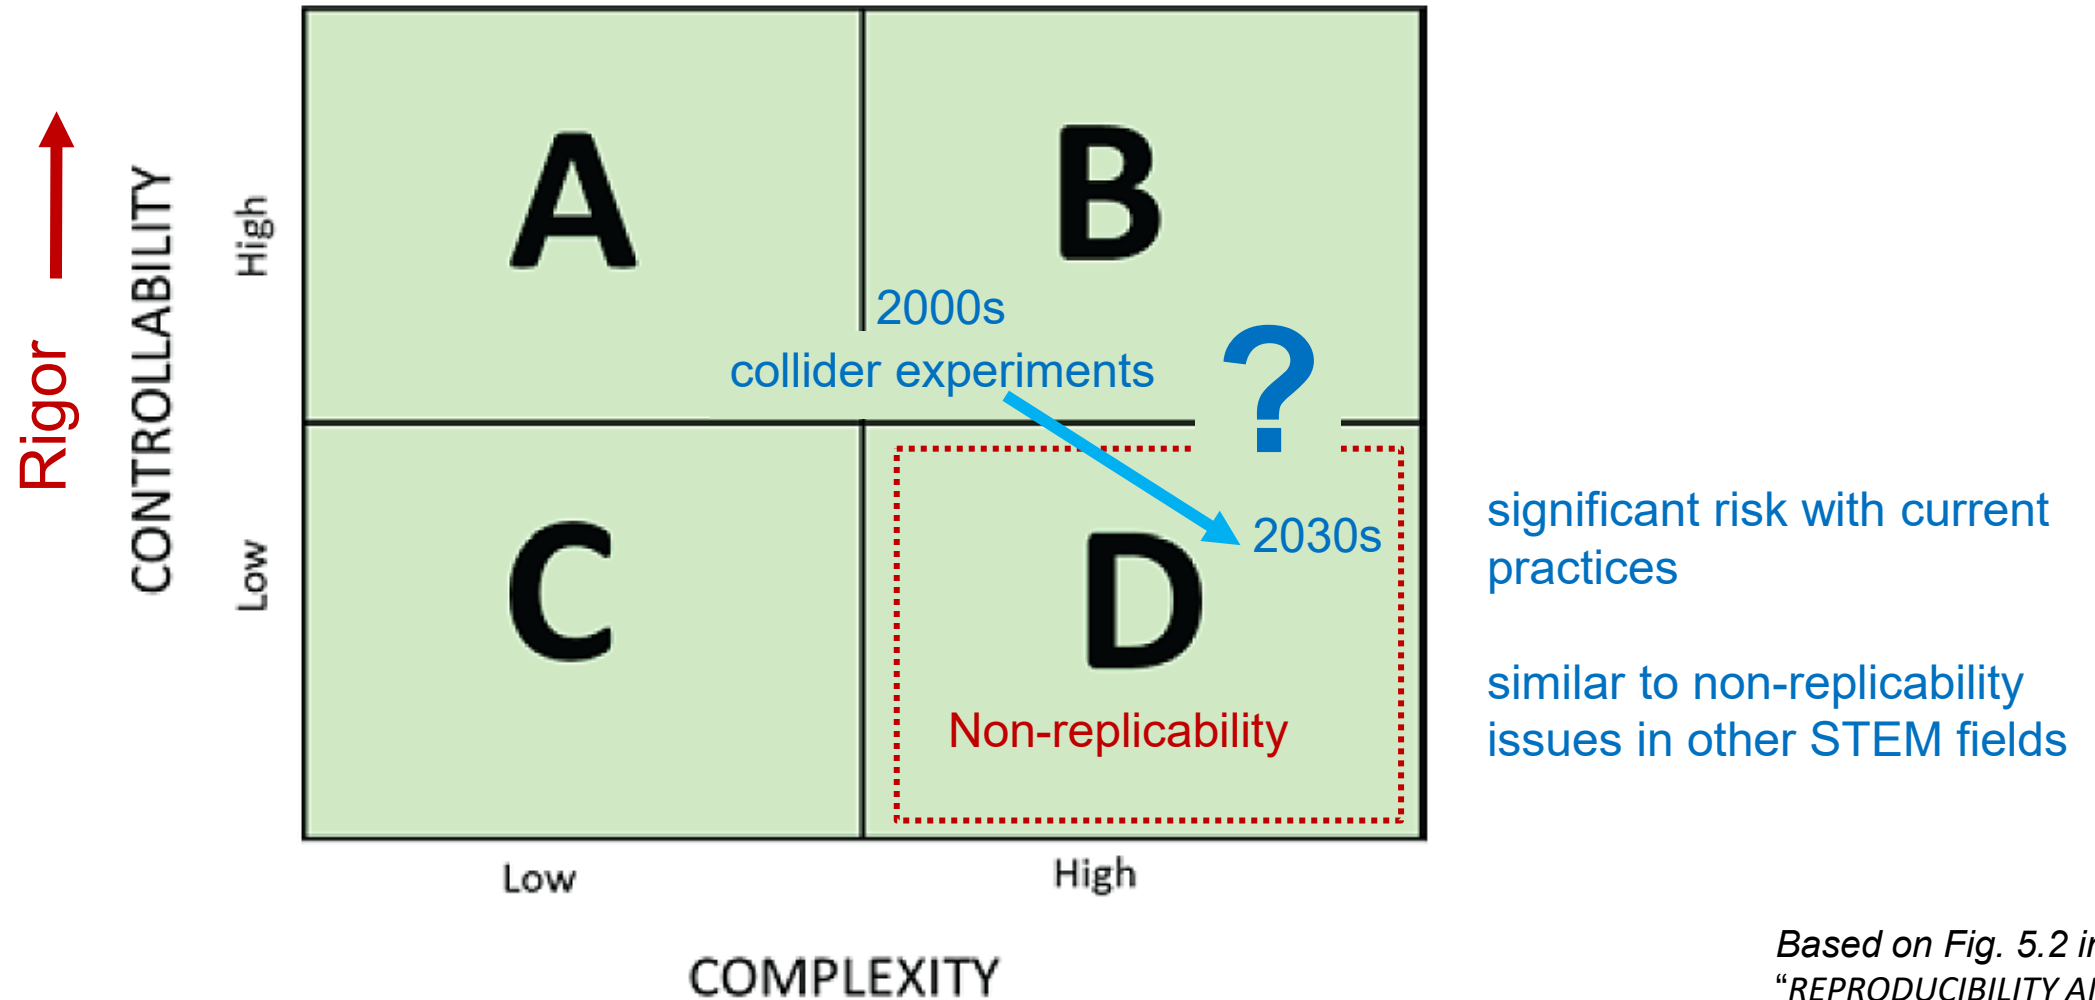 Rigor
CONTROLLABILITY
High
Low
A
B
2000s
collider experiments
?
C
D
2030s
Non-replicability
Low
High
COMPLEXITY
significant risk with current
practices
similar to non-replicability
issues in other STEM fields
Based on Fig. 5.2
“REPRODUCIBILITY